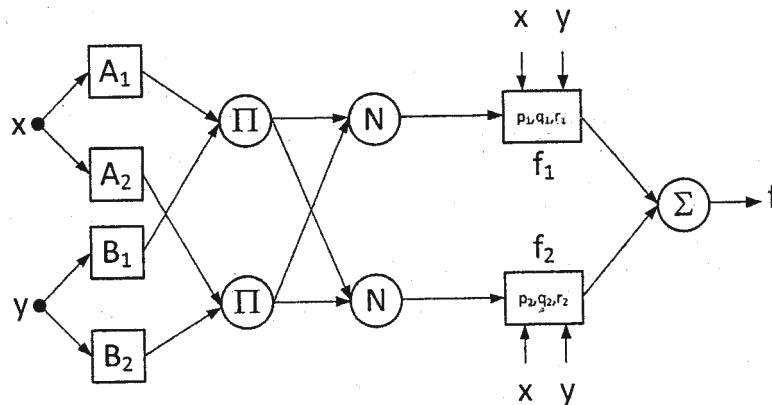 x y
A₁
x
Π N p₁,q₁,r₁
A₂
f₁
B₁
Σ f
f₂
y
Π N p₂,q₂,r₂
B₂
x y